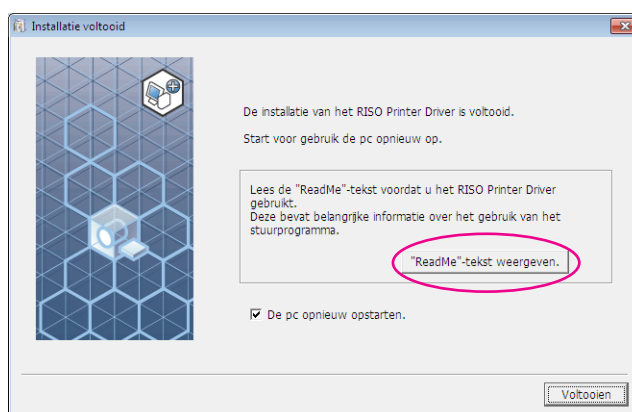 Installatie voltooid
De installatie van het RISO Printer Driver is voltooid.
Start voor gebruik de pc opnieuw op.
Lees de "ReadMe"-tekst voordat u het RISO Printer Driver
gebruikt.
Deze bevat belangrijke informatie over het gebruik van het
stuurprogramma.
"ReadMe"-tekst weergeven.
De pc opnieuw opstarten.
Voltooien